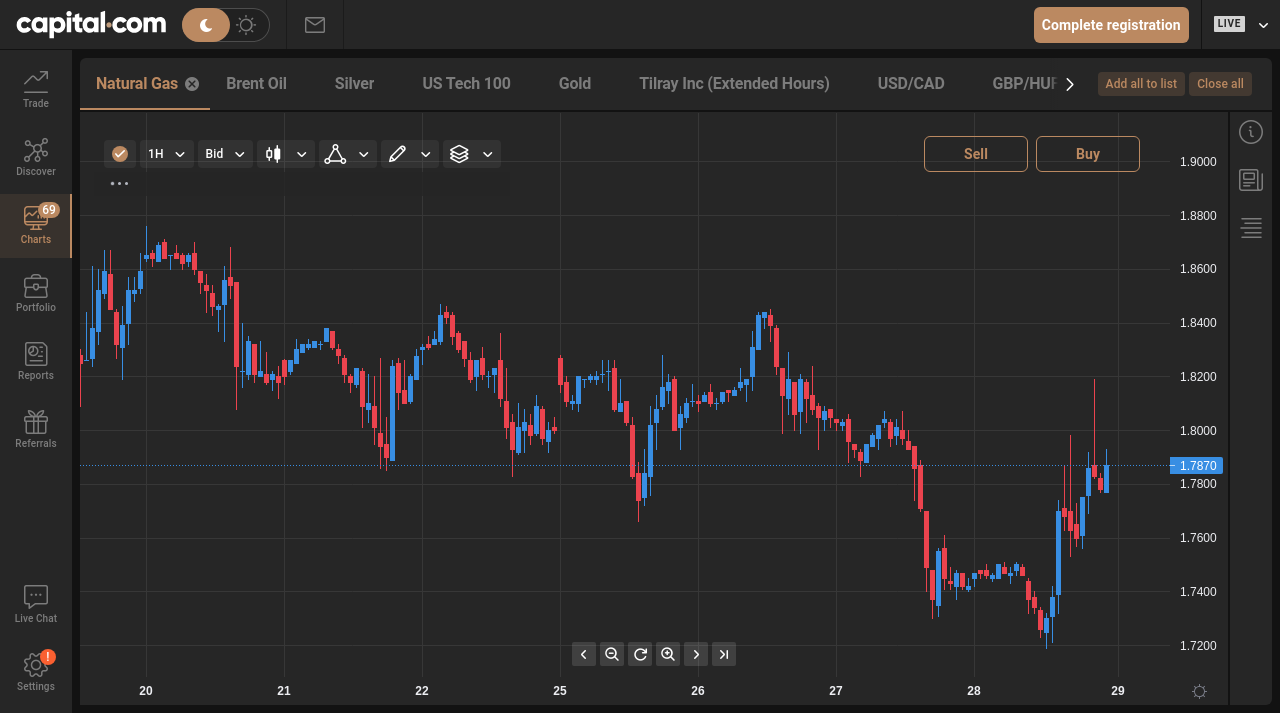 capital.com
Complete registration
LIVE
Trade
Discover
69
Charts
Portfolio
Reports
Referrals
Live Chat
!
Settings
Natural Gas Brent Oil Silver US Tech 100 Gold Tilray Inc (Extended Hours) USD/CAD GBP/HUF
Add all to list Close all
1H Bid
Sell Buy
1.9000
1.8800
1.8600
1.8400
1.8200
1.8000
1.7870
1.7800
1.7600
1.7400
1.7200
20 21 22 25 26 27 28 29